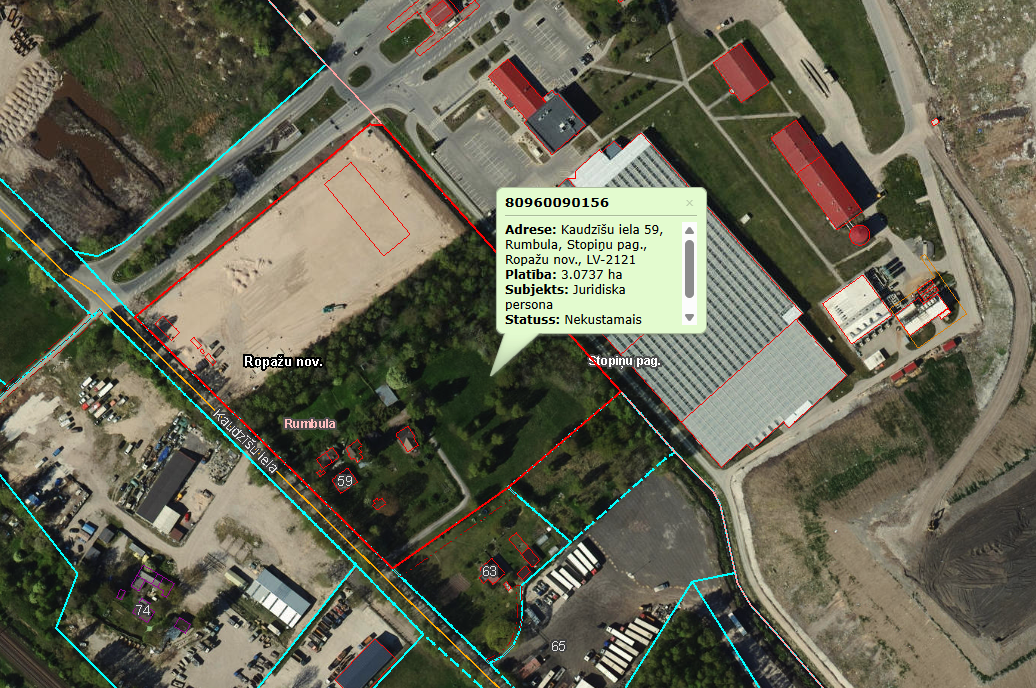 80960090156 ×
Adrese: Kaudzīšu iela 59,
Rumbula, Stopiņu pag.,
Ropažu nov., LV-2121
Platība: 3.0737 ha
Subjekts: Juridiska
persona
Statuss: Nekustamais
Ropažu nov.
Stopiņu pag.
Rumbula
Kaudzīšu iela
59
63
74
65